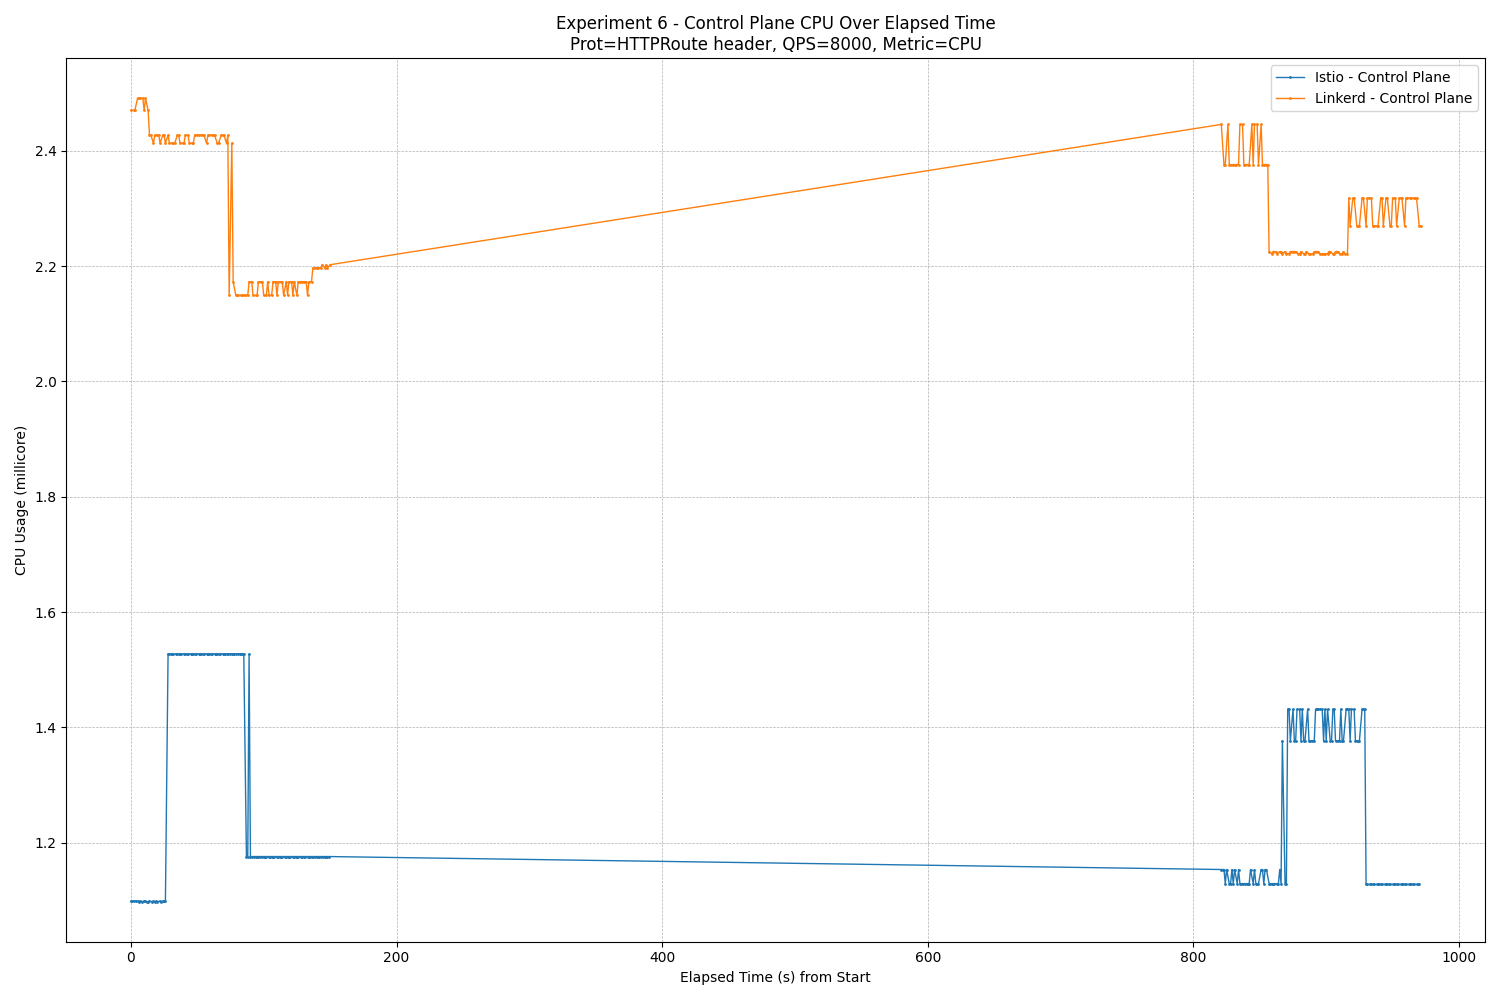 Experiment 6 - Control Plane CPU Over Elapsed Time
Prot=HTTPRoute header, QPS=8000, Metric=CPU
Istio - Control Plane
Linkerd - Control Plane
CPU Usage (millicore)
2.4
2.2
2.0
1.8
1.6
1.4
1.2
0
200
400
600
800
1000
Elapsed Time (s) from Start